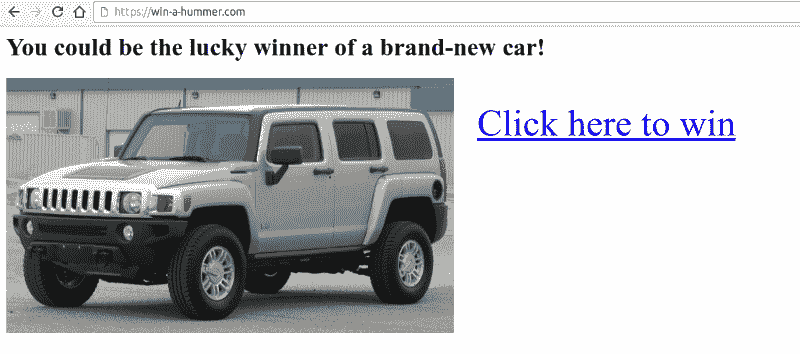 https://win-a-hummer.com
You could be the lucky winner of a brand-new car!
Click here to win